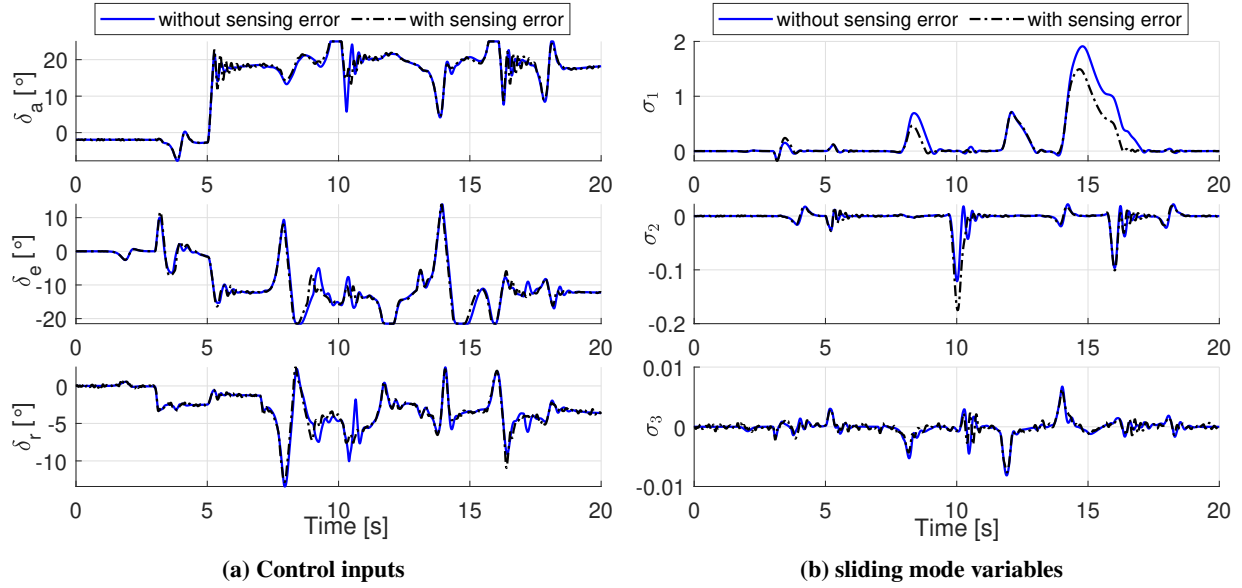 without sensing error with sensing error
δa [°]
20
0
0 5 10 15 20
δe [°]
10
0
-10
-20
0 5 10 15 20
δr [°]
0
-5
-10
0 5 10 15 20
Time [s]
(a) Control inputs
without sensing error with sensing error
σ1
2
1
0
0 5 10 15 20
σ2
0
-0.1
-0.2
0 5 10 15 20
σ3
0.01
0
-0.01
0 5 10 15 20
Time [s]
(b) sliding mode variables